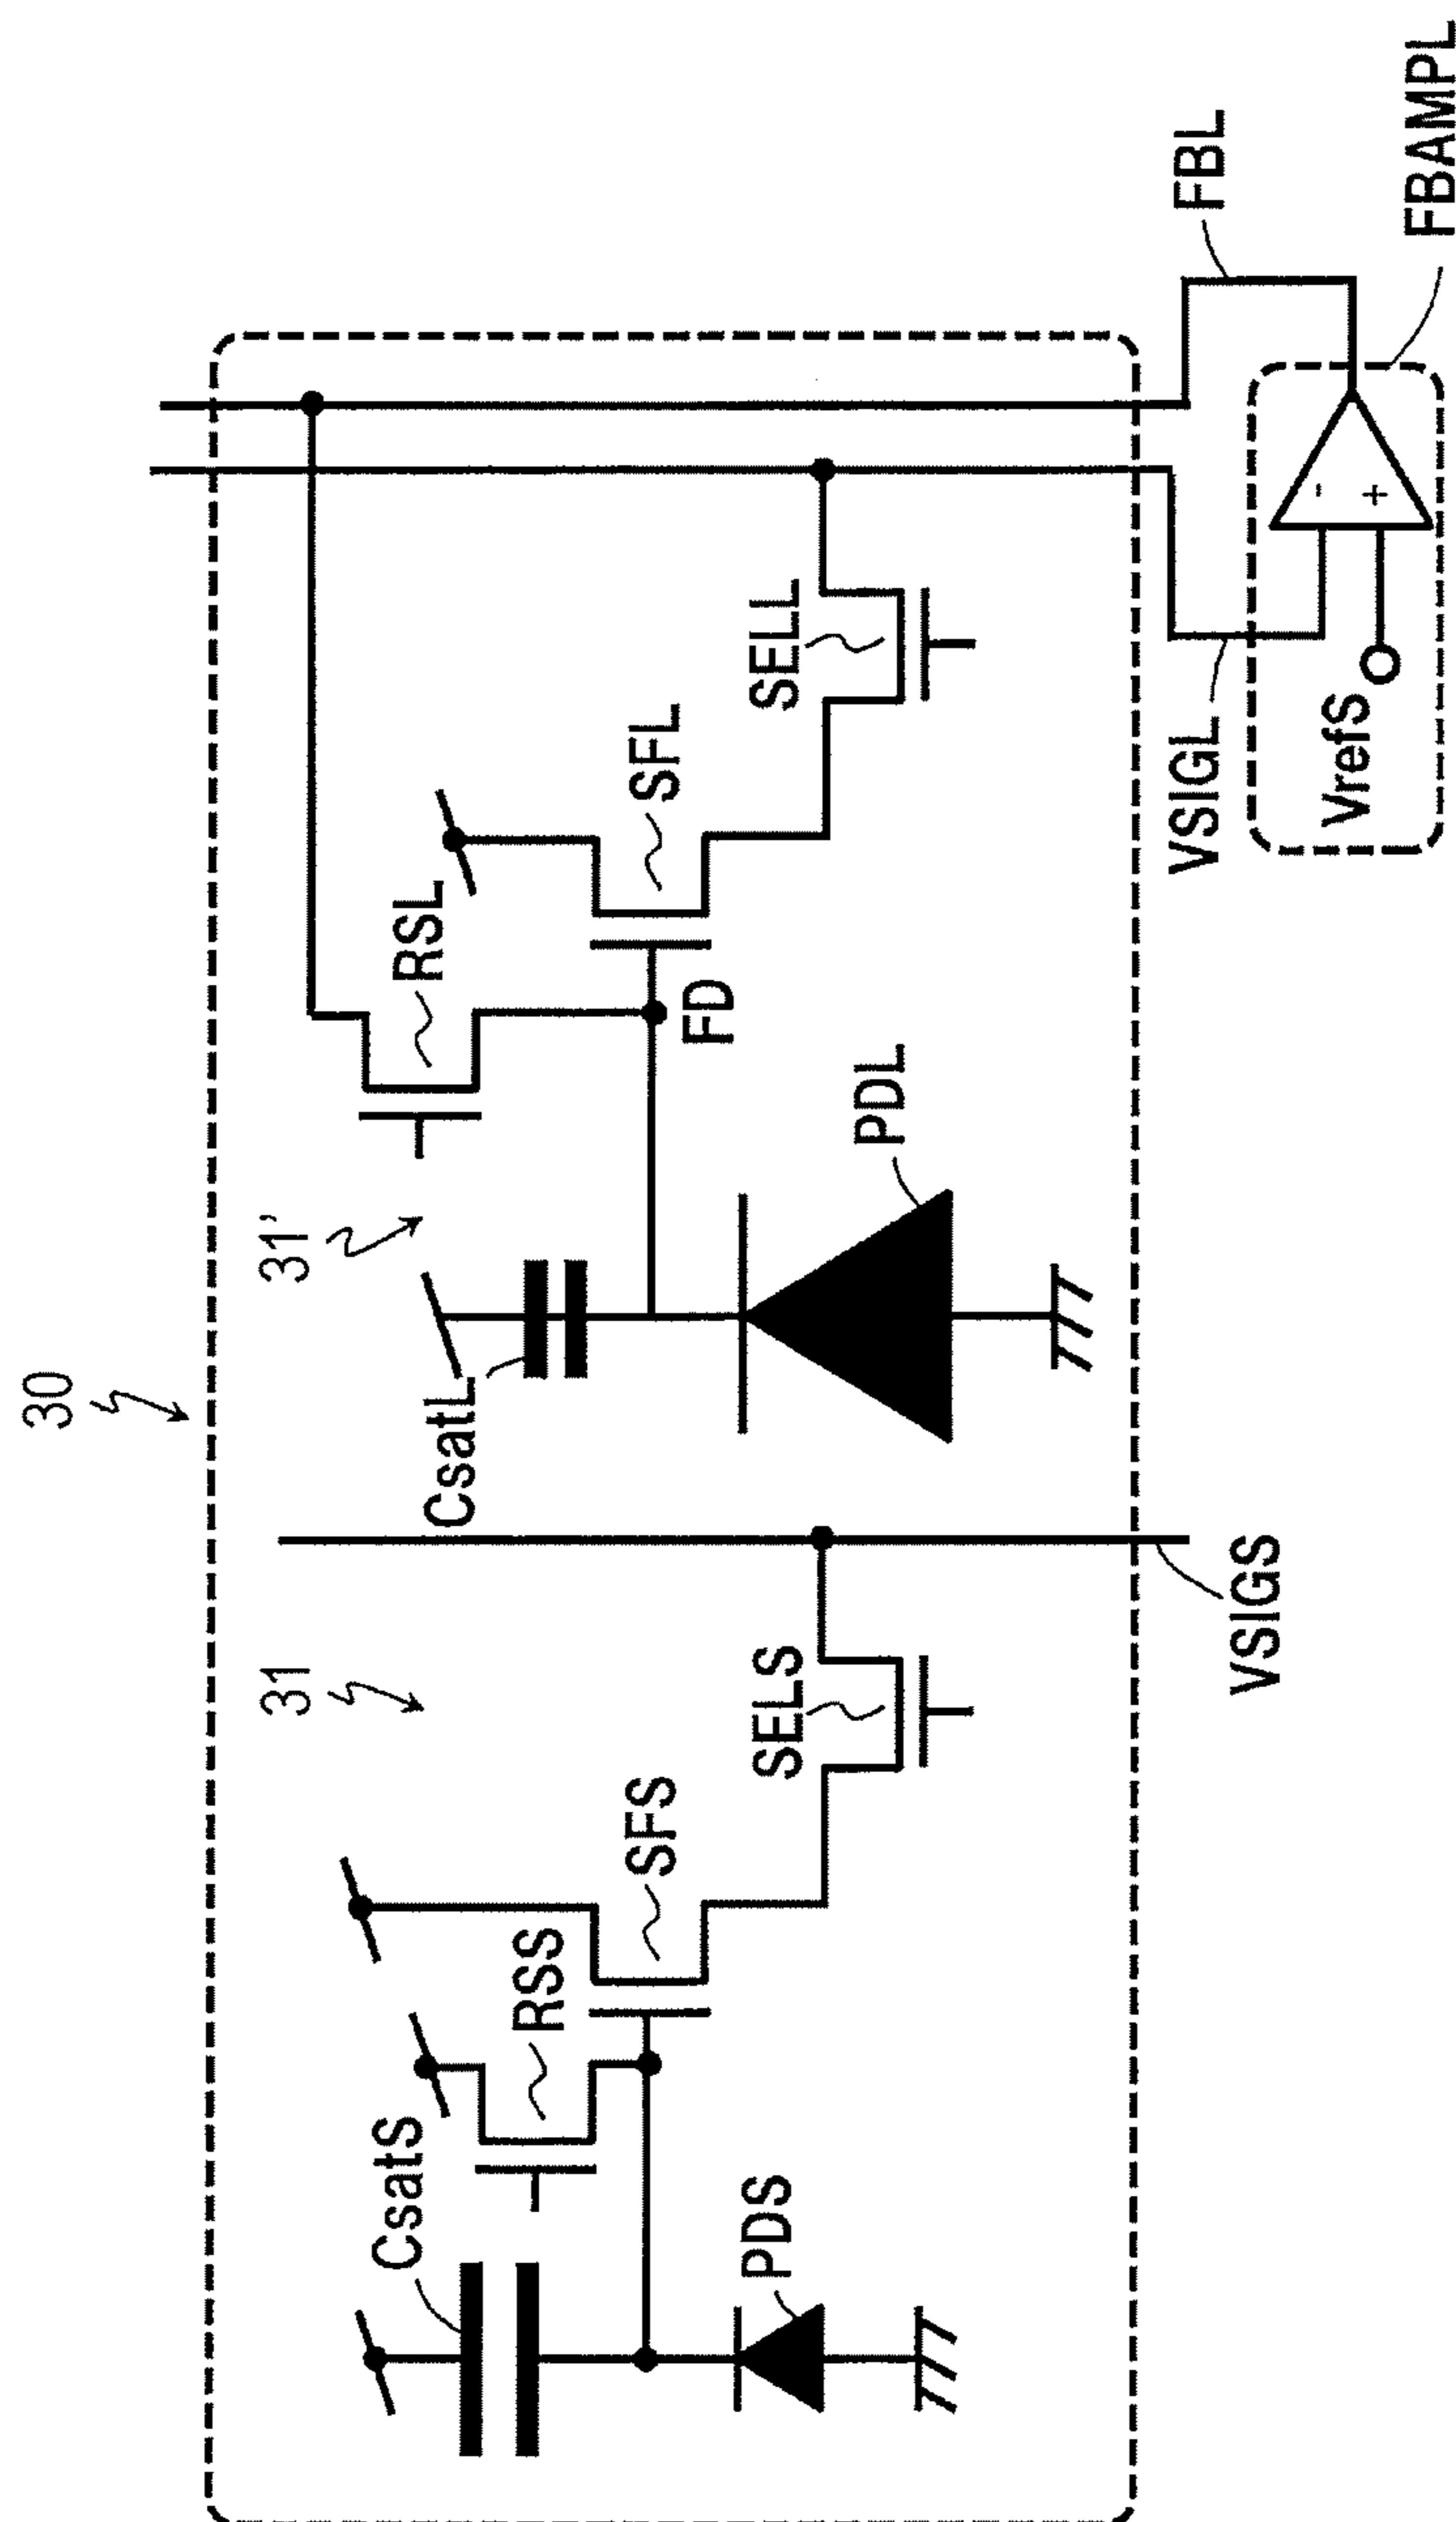 30
31
31'
CsatS
RSS
SFS
SELS
PDS
VSIGS
CsatL
RSL
SFL
SELL
FD
PDL
VSIGL
FBL
FBAMPL
VrefS
-
+